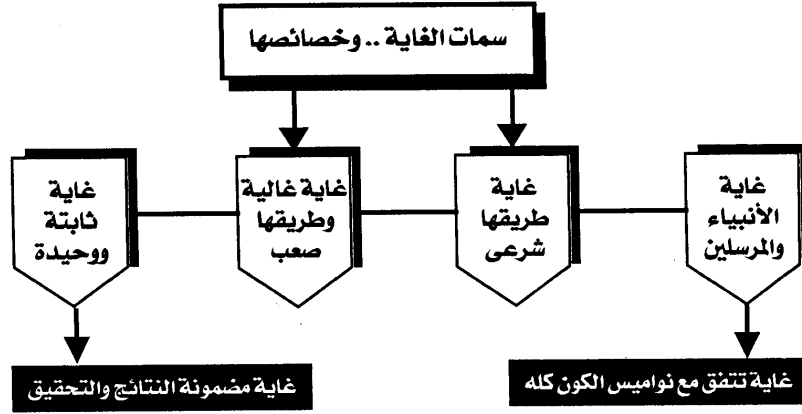 سمات الغاية .. وخصائصها
غاية
الأنبياء
والمرسلين
غاية
طريقها
شرعى
غاية غالية
وطريقها
صعب
غاية
ثابتة
ووحيدة
غاية تتفق مع نواميس الكون كله
غاية مضمونة النتائج والتحقيق